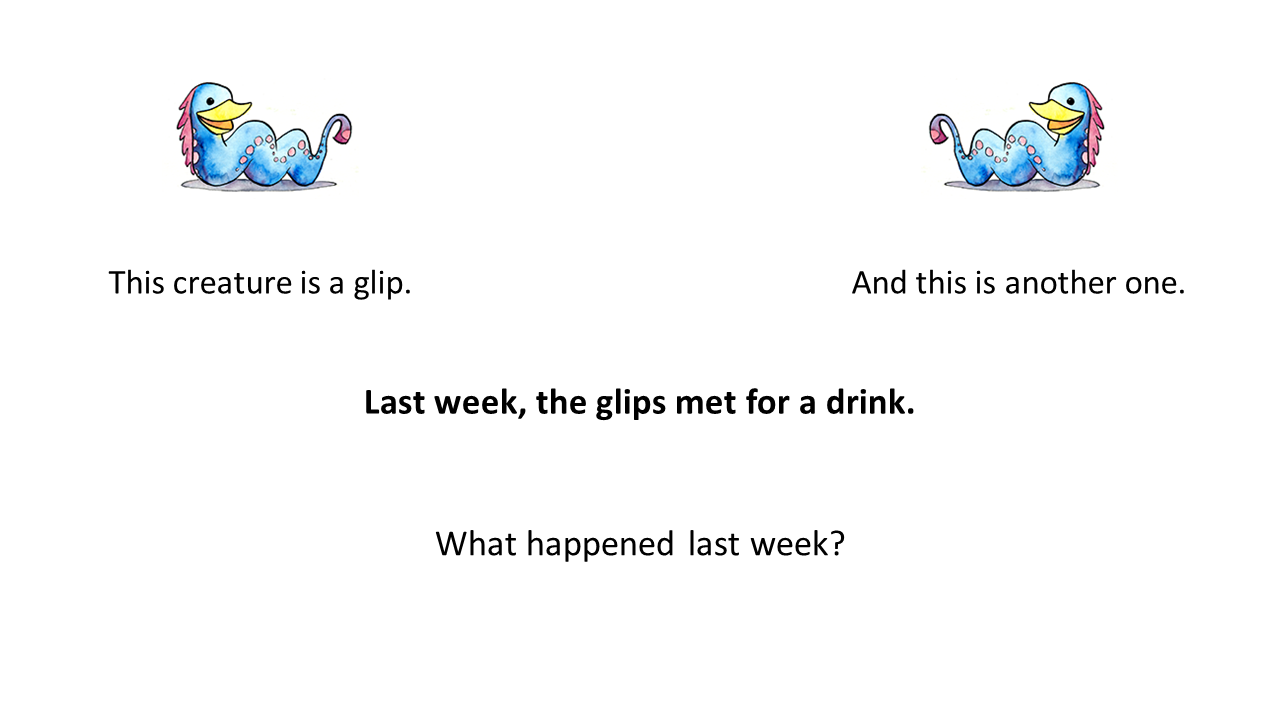 This creature is a glip.
And this is another one.
Last week, the glips met for a drink.
What happened last week?